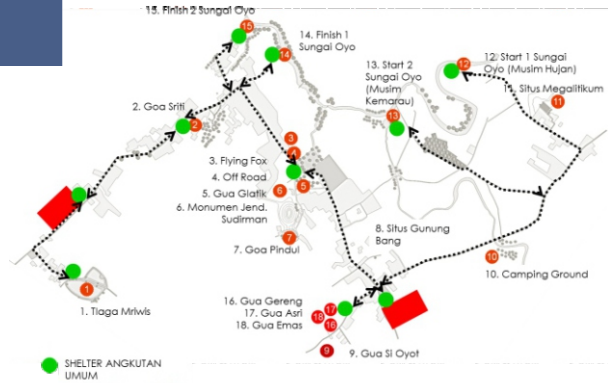 15. Finish 2 Sungai Oyo
15
14. Finish 1
Sungai Oyo
14
13. Start 2
Sungai Oyo
(Musim
Kemarau)
13
12. Start 1 Sungai
Oyo (Musim Hujan)
12
11. Situs Megalitikum
11
2. Goa Sriti
2
3
4
3. Flying Fox
4. Off Road
5. Gua Glatik
6. Monumen Jend.
Sudirman
6
5
7
7. Goa Pindul
8. Situs Gunung
Bang
10
10. Camping Ground
1
1. Tlaga Mriwis
16. Gua Gereng
17. Gua Asri
18. Gua Emas
17
18
16
9
9. Gua Si Oyot
SHELTER ANGKUTAN
UMUM